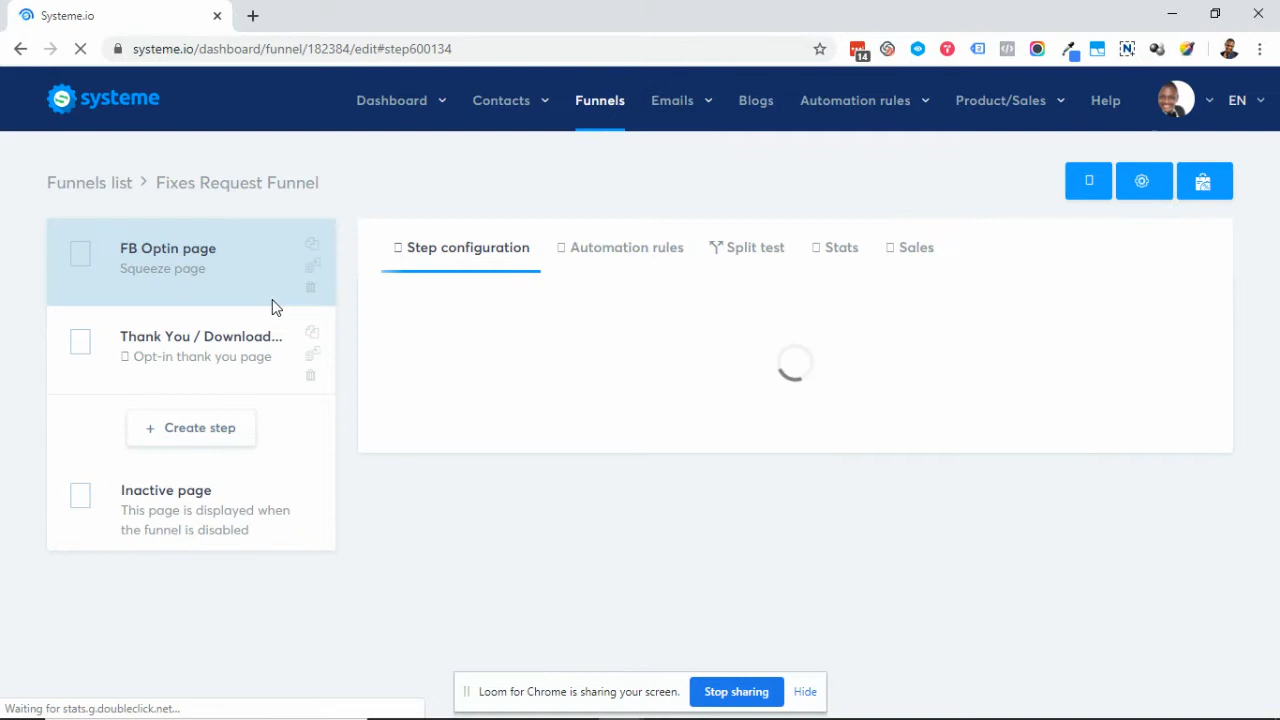 Systeme.io
systeme.io/dashboard/funnel/182384/edit#step600134
14
systeme
Dashboard Contacts Funnels Emails Blogs Automation rules Product/Sales Help EN
Funnels list > Fixes Request Funnel
FB Optin page
Squeeze page
Thank You / Download...
Opt-in thank you page
+ Create step
Inactive page
This page is displayed when
the funnel is disabled
Step configuration Automation rules Split test Stats Sales
Loom for Chrome is sharing your screen. Stop sharing Hide
Waiting for stats.g.doubleclick.net...